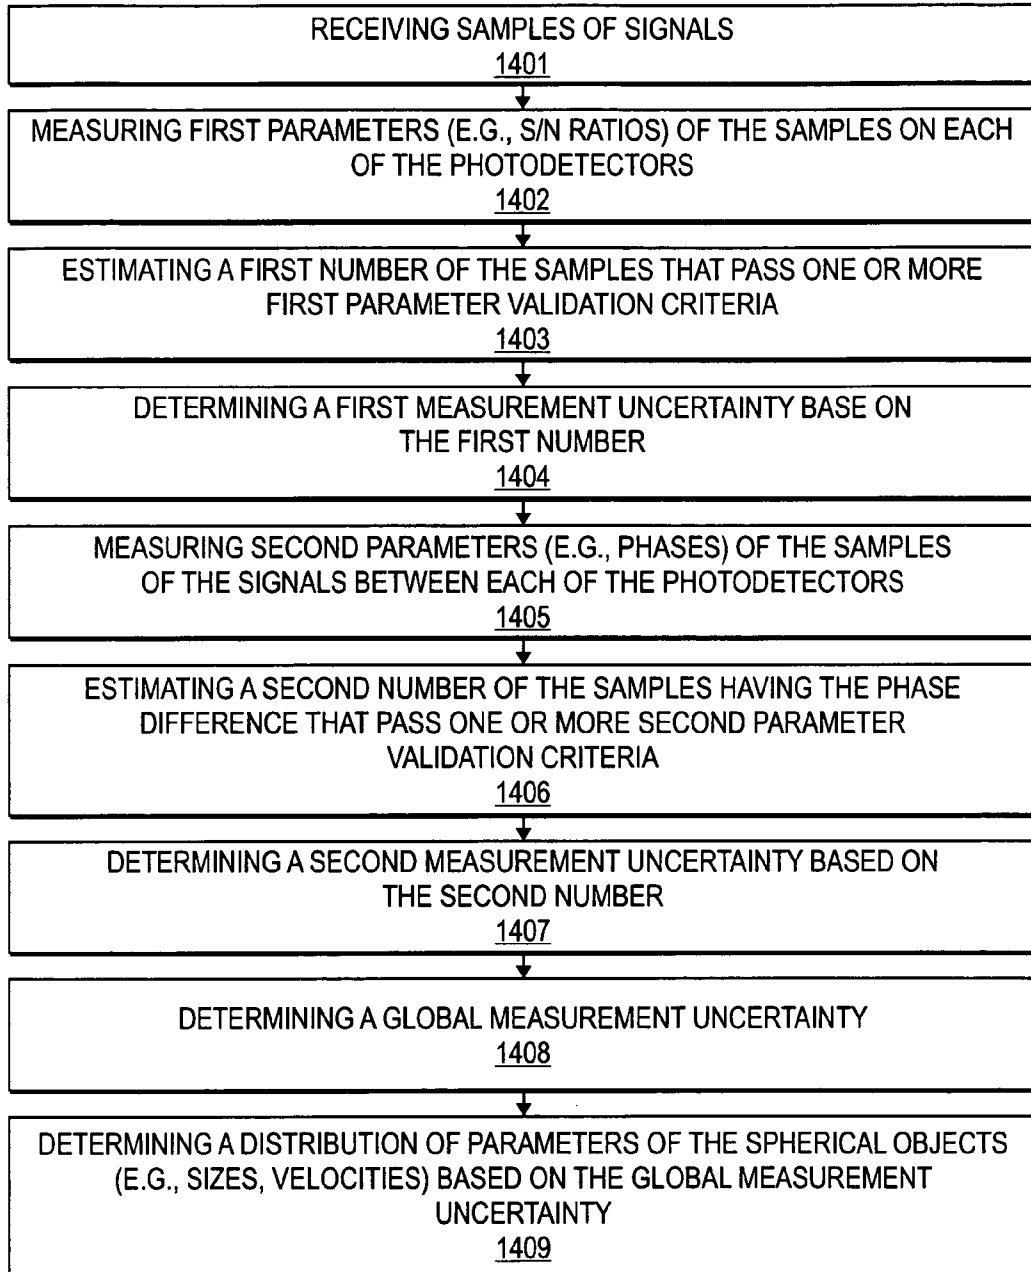 RECEIVING SAMPLES OF SIGNALS
1401
MEASURING FIRST PARAMETERS (E.G., S/N RATIOS) OF THE SAMPLES ON EACH
OF THE PHOTODETECTORS
1402
ESTIMATING A FIRST NUMBER OF THE SAMPLES THAT PASS ONE OR MORE
FIRST PARAMETER VALIDATION CRITERIA
1403
DETERMINING A FIRST MEASUREMENT UNCERTAINTY BASE ON
THE FIRST NUMBER
1404
MEASURING SECOND PARAMETERS (E.G., PHASES) OF THE SAMPLES
OF THE SIGNALS BETWEEN EACH OF THE PHOTODETECTORS
1405
ESTIMATING A SECOND NUMBER OF THE SAMPLES HAVING THE PHASE
DIFFERENCE THAT PASS ONE OR MORE SECOND PARAMETER
VALIDATION CRITERIA
1406
DETERMINING A SECOND MEASUREMENT UNCERTAINTY BASED ON
THE SECOND NUMBER
1407
DETERMINING A GLOBAL MEASUREMENT UNCERTAINTY
1408
DETERMINING A DISTRIBUTION OF PARAMETERS OF THE SPHERICAL OBJECTS
(E.G., SIZES, VELOCITIES) BASED ON THE GLOBAL MEASUREMENT
UNCERTAINTY
1409